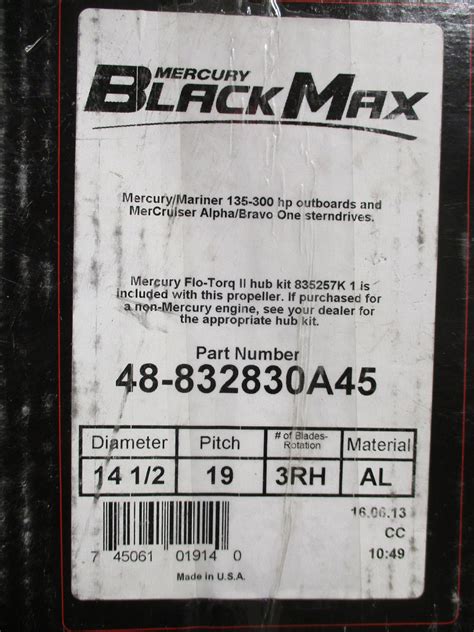 MERCURY
BLACKMAX
Mercury/Mariner 135-300 hp outboards and
MerCruiser Alpha/Bravo One sterndrives.
Mercury Flo-Torq II hub kit 835257K 1 is
included with this propeller. If purchased for
a non-Mercury engine, see your dealer for
the appropriate hub kit.
Part Number
48-832830A45
Diameter Pitch # of Blades- Material
Rotation
14 1/2 19 3RH AL
16.06.13
CC
7 45061 01914 0 10:49
Made in U.S.A.